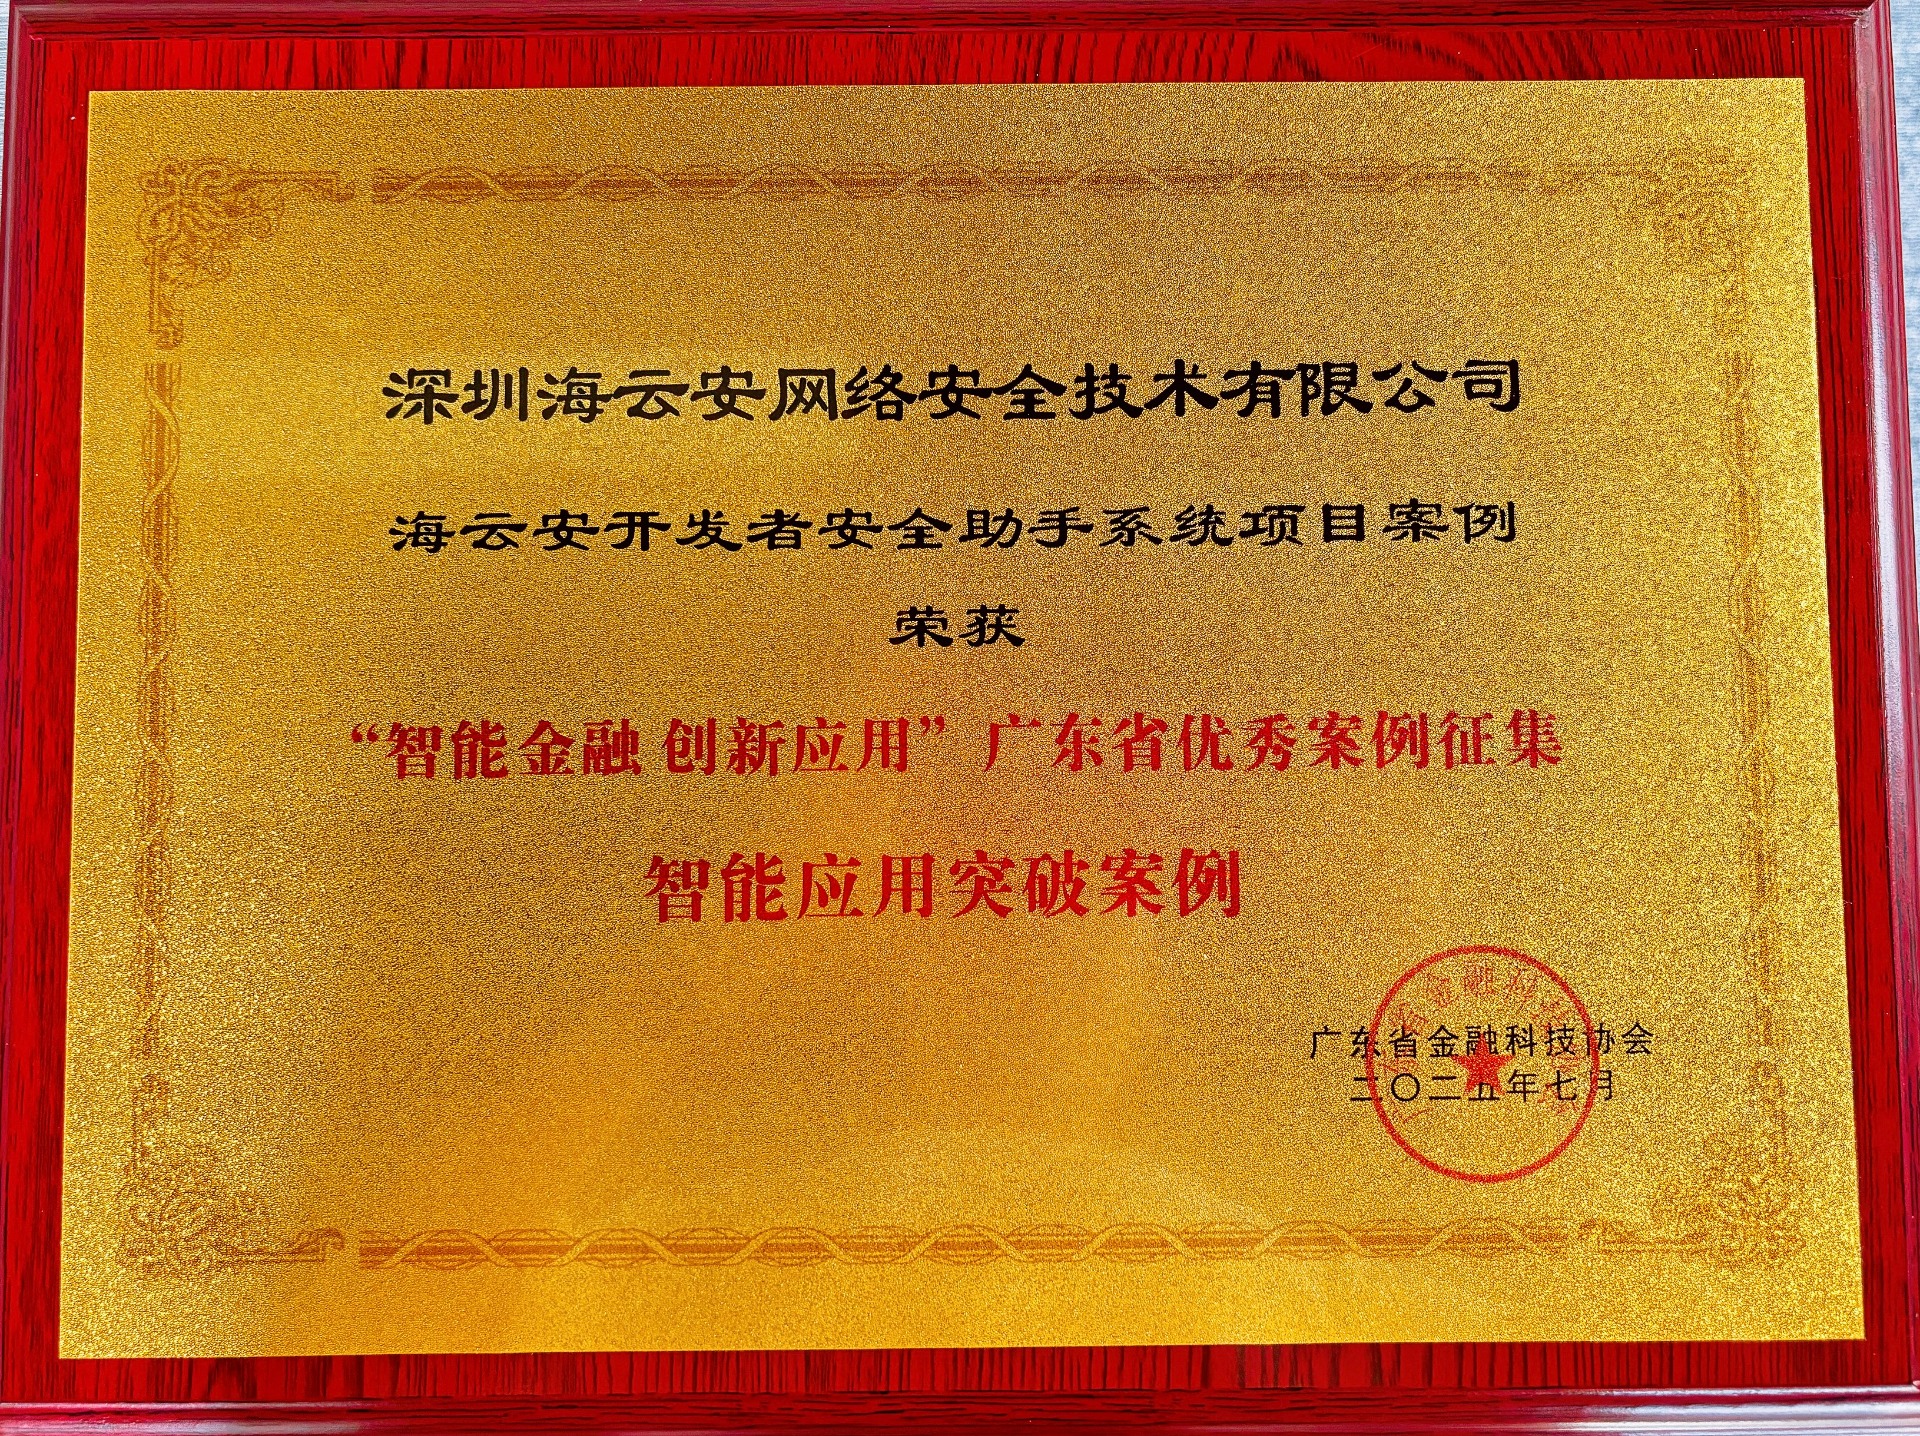 深圳海云安网络安全技术有限公司
海云安开发者安全助手系统项目案例
荣获
“智能金融 创新应用”广东省优秀案例征集
智能应用突破案例
广东省金融科技协会
二〇二五年七月